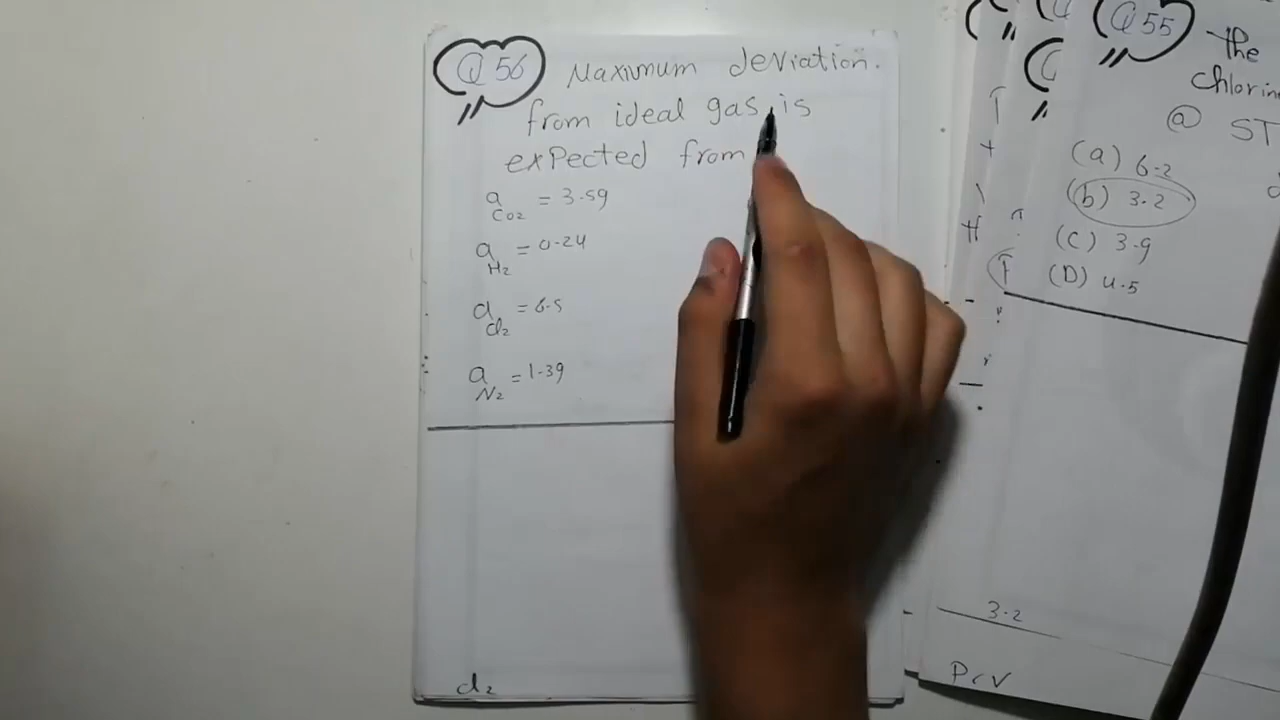 Q 56 Maximum deviation.
from ideal gas is
expected from
a CO2 = 3.59
a H2 = 0.24
a Cl2 = 6.5
a N2 = 1.39
Cl2
Q 55 the
chlorin
@ ST
(a) 6.2
(b) 3.2
(C) 3.9
(D) 4.5
3.2
Prv